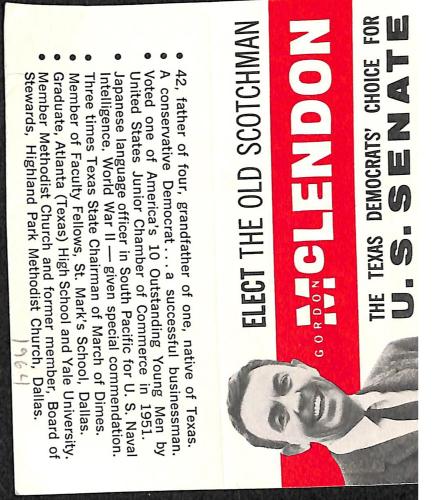 ELECT THE OLD SCOTCHMAN
GORDON
McLENDON
THE TEXAS DEMOCRATS' CHOICE FOR
U.S. SENATE
• 42, father of four, grandfather of one, native of Texas.
• A conservative Democrat . . . a successful businessman.
• Voted one of America's 10 Outstanding Young Men by
United States Junior Chamber of Commerce in 1951.
• Japanese language officer in South Pacific for U. S. Naval
Intelligence, World War II — given special commendation.
• Three times Texas State Chairman of March of Dimes.
• Member of Faculty Fellows, St. Mark's School, Dallas.
• Graduate, Atlanta (Texas) High School and Yale University.
• Member Methodist Church and former member, Board of
Stewards, Highland Park Methodist Church, Dallas.
1964